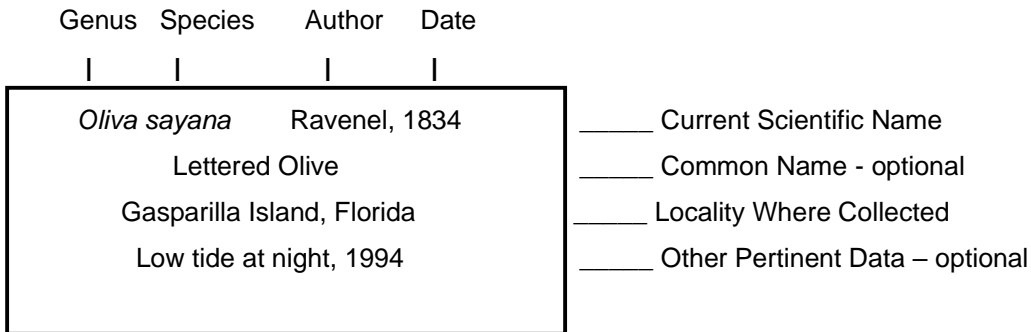 Genus Species Author Date
| | | |
Oliva sayana Ravenel, 1834 _____ Current Scientific Name
Lettered Olive _____ Common Name - optional
Gasparilla Island, Florida _____ Locality Where Collected
Low tide at night, 1994 _____ Other Pertinent Data – optional